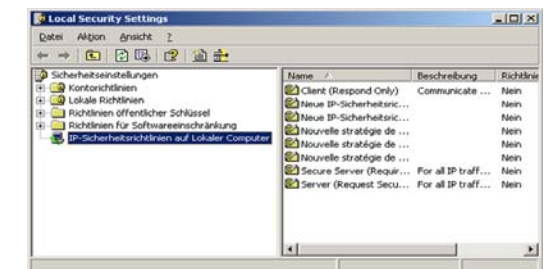 Local Security Settings
Datei Aktion Ansicht ?
Sicherheitseinstellungen
Kontorichtlinien
Lokale Richtlinien
Richtlinien öffentlicher Schlüssel
Richtlinien für Softwareeinschränkung
IP-Sicherheitsrichtlinien auf Lokaler Computer
Name Beschreibung Richtlinie
Client (Respond Only) Communicate ... Nein
Neue IP-Sicherheitsric... Nein
Neue IP-Sicherheitsric... Nein
Nouvelle stratégie de ... Nein
Nouvelle stratégie de ... Nein
Nouvelle stratégie de ... Nein
Secure Server (Requir... For all IP traff... Nein
Server (Request Secu... For all IP traff... Nein